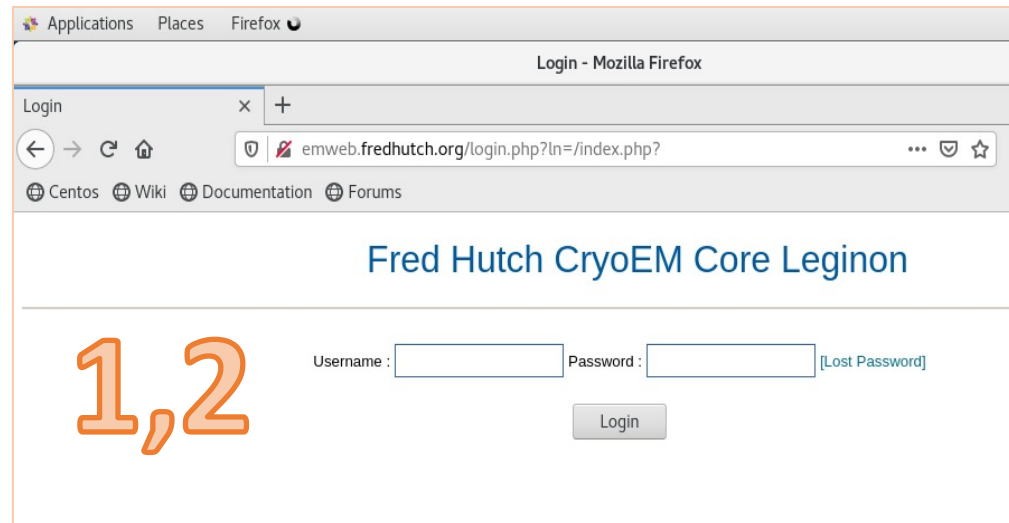 Applications Places Firefox
Login - Mozilla Firefox
Login
emweb.fredhutch.org/login.php?ln=/index.php?
Centos Wiki Documentation Forums
Fred Hutch CryoEM Core Leginon
1,2
Username : Password : [Lost Password]
Login